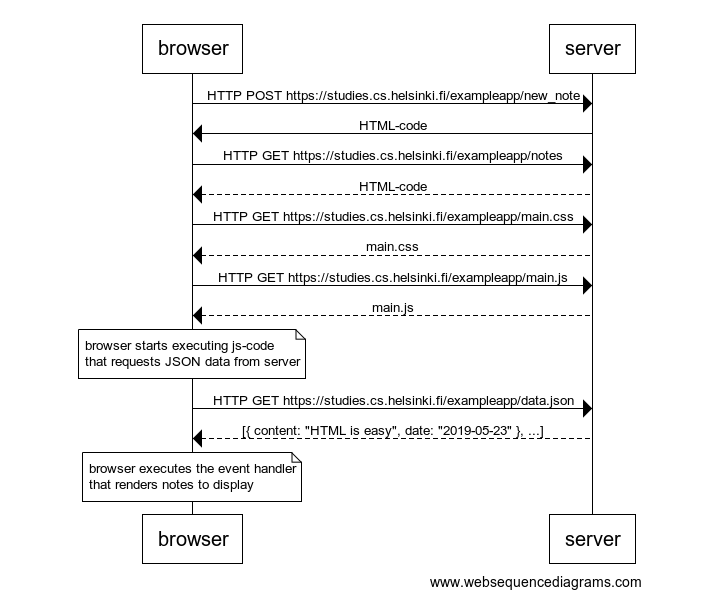 browser
server
HTTP POST https://studies.cs.helsinki.fi/exampleapp/new_note
HTML-code
HTTP GET https://studies.cs.helsinki.fi/exampleapp/notes
HTML-code
HTTP GET https://studies.cs.helsinki.fi/exampleapp/main.css
main.css
HTTP GET https://studies.cs.helsinki.fi/exampleapp/main.js
main.js
browser starts executing js-code
that requests JSON data from server
HTTP GET https://studies.cs.helsinki.fi/exampleapp/data.json
[{ content: "HTML is easy", date: "2019-05-23" }, ...]
browser executes the event handler
that renders notes to display
browser
server
www.websequencediagrams.com